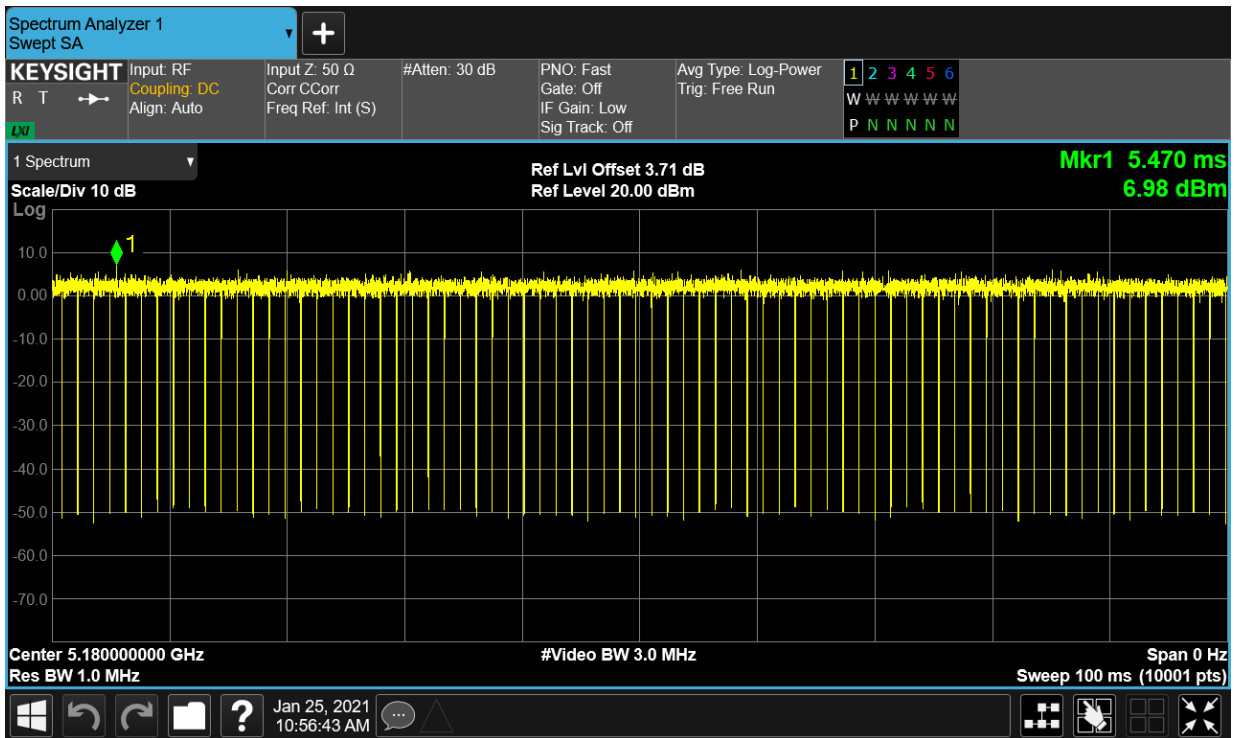 Spectrum Analyzer 1
Swept SA
KEYSIGHT
R T
LXI
Input: RF
Coupling: DC
Align: Auto
Input Z: 50 Ω
Corr CCorr
Freq Ref: Int (S)
#Atten: 30 dB
PNO: Fast
Gate: Off
IF Gain: Low
Sig Track: Off
Avg Type: Log-Power
Trig: Free Run
1 2 3 4 5 6
W W W W W W
P N N N N N
1 Spectrum
Scale/Div 10 dB
Log
Ref Lvl Offset 3.71 dB
Ref Level 20.00 dBm
Mkr1 5.470 ms
6.98 dBm
1
10.0
0.00
-10.0
-20.0
-30.0
-40.0
-50.0
-60.0
-70.0
Center 5.180000000 GHz
Res BW 1.0 MHz
#Video BW 3.0 MHz
Span 0 Hz
Sweep 100 ms (10001 pts)
?
Jan 25, 2021
10:56:43 AM